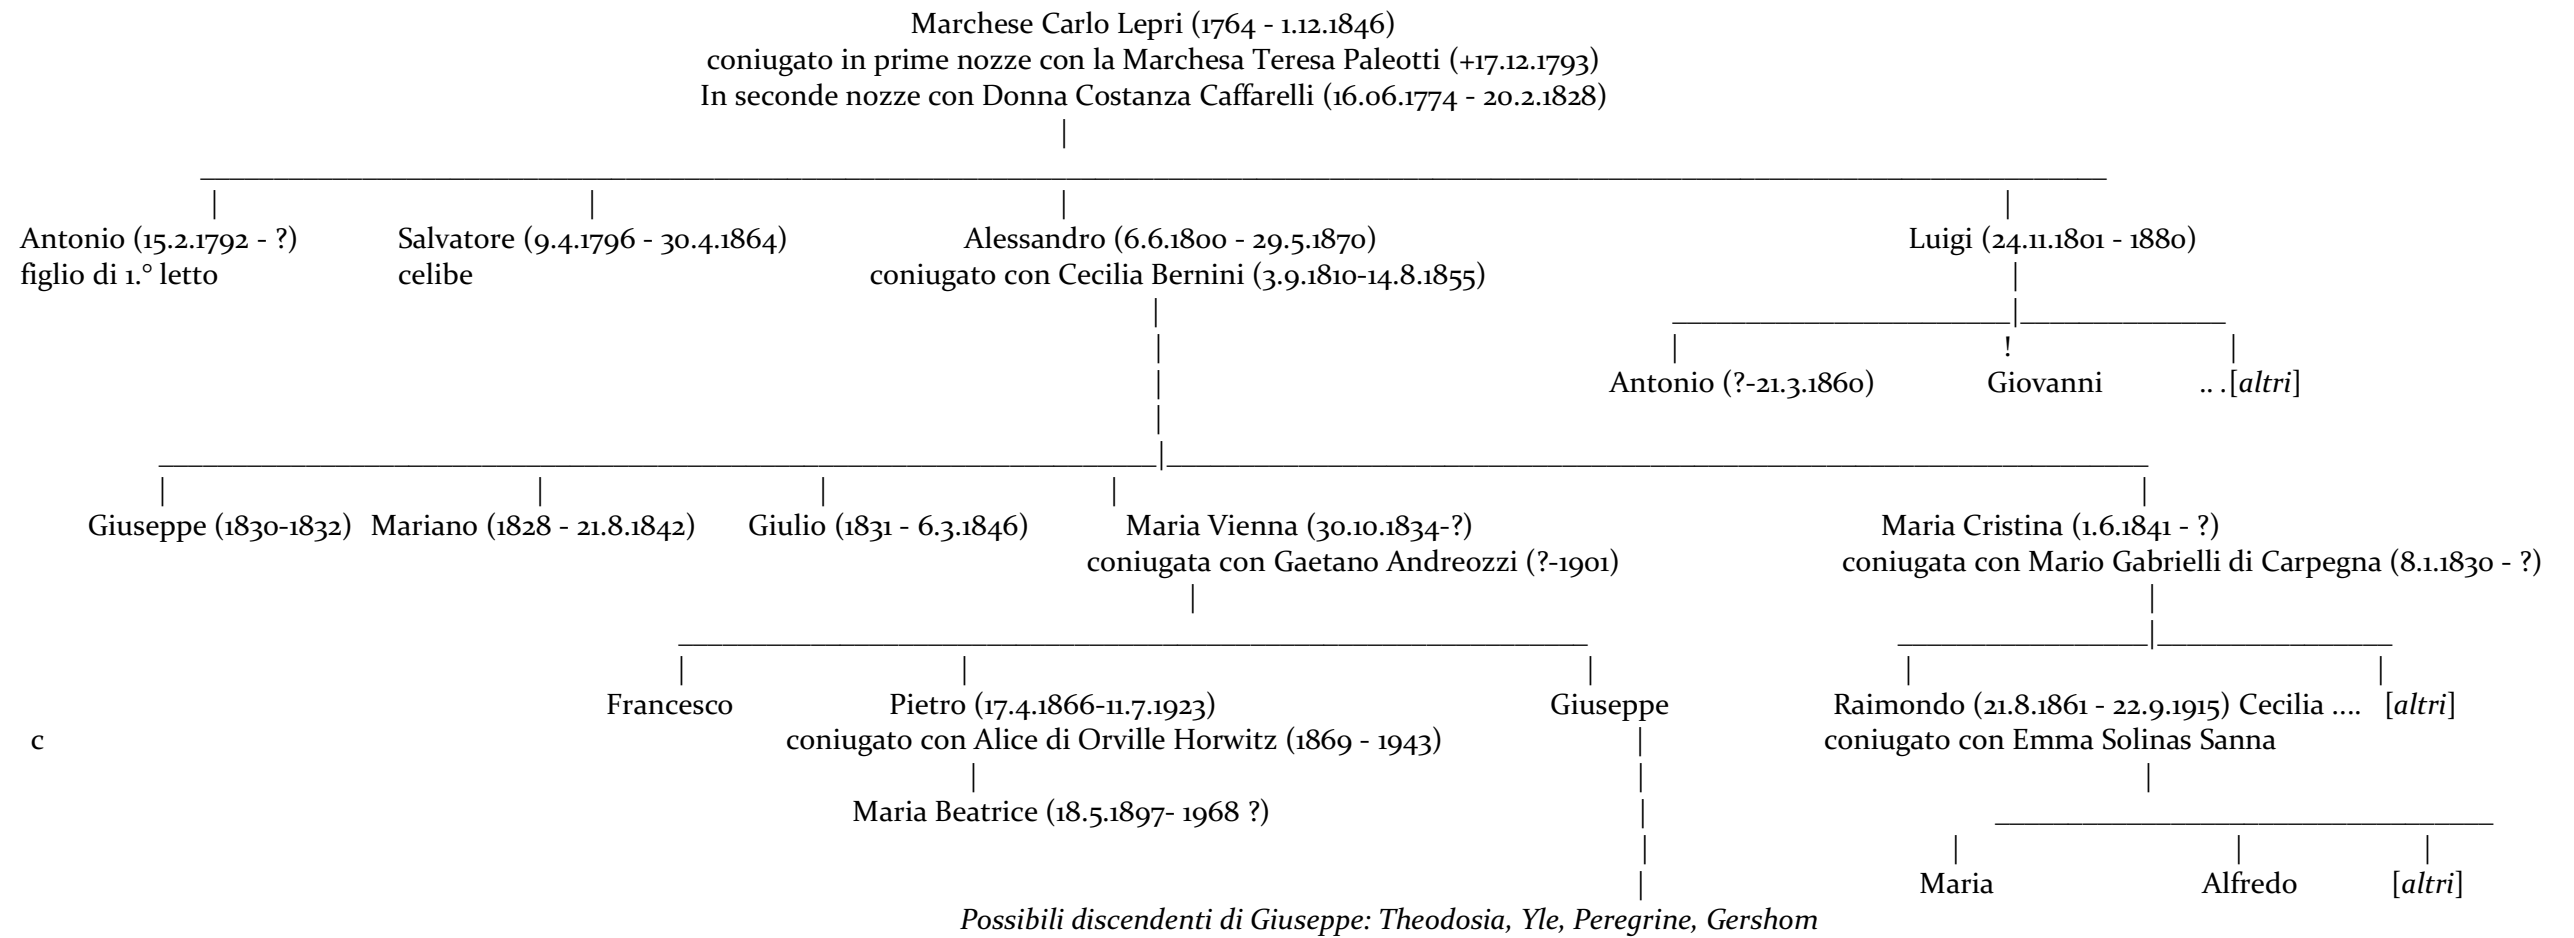 Marchese Carlo Lepri (1764 - 1.12.1846)
coniugato in prime nozze con la Marchesa Teresa Paleotti (+17.12.1793)
In seconde nozze con Donna Costanza Caffarelli (16.06.1774 - 20.2.1828)
Antonio (15.2.1792 - ?) Salvatore (9.4.1796 - 30.4.1864) Alessandro (6.6.1800 - 29.5.1870) Luigi (24.11.1801 - 1880)
figlio di 1.° letto celibe coniugato con Cecilia Bernini (3.9.1810-14.8.1855)
!
Antonio (?-21.3.1860) Giovanni .. .[altri]
Giuseppe (1830-1832) Mariano (1828 - 21.8.1842) Giulio (1831 - 6.3.1846) Maria Vienna (30.10.1834-?) Maria Cristina (1.6.1841 - ?)
coniugata con Gaetano Andreozzi (?-1901) coniugata con Mario Gabrielli di Carpegna (8.1.1830 - ?)
Francesco Pietro (17.4.1866-11.7.1923) Giuseppe Raimondo (21.8.1861 - 22.9.1915) Cecilia .... [altri]
c coniugato con Alice di Orville Horwitz (1869 - 1943) coniugato con Emma Solinas Sanna
Maria Beatrice (18.5.1897- 1968 ?)
Maria Alfredo [altri]
Possibili discendenti di Giuseppe: Theodosia, Yle, Peregrine, Gershom